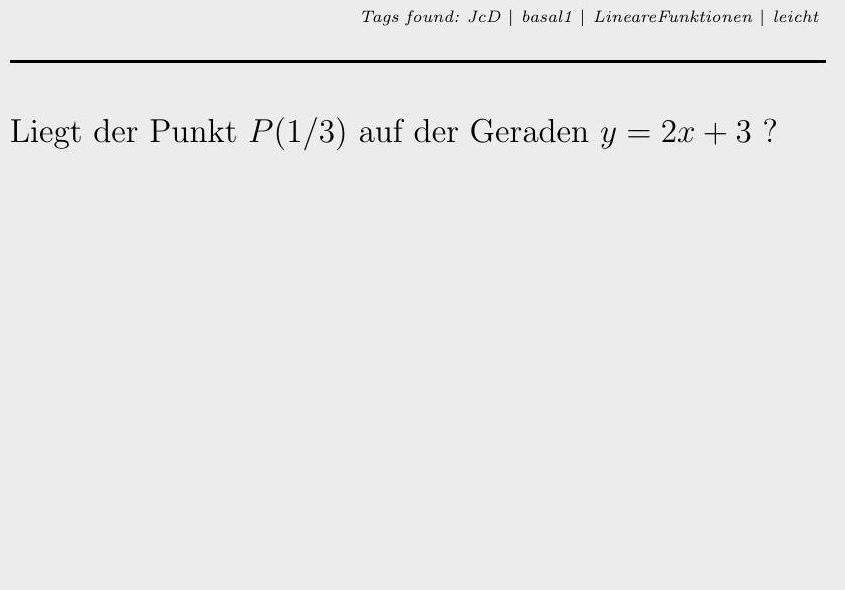 Tags found: JcD | basal1 | LineareFunktionen | leicht
Liegt der Punkt P(1/3) auf der Geraden y = 2x + 3 ?